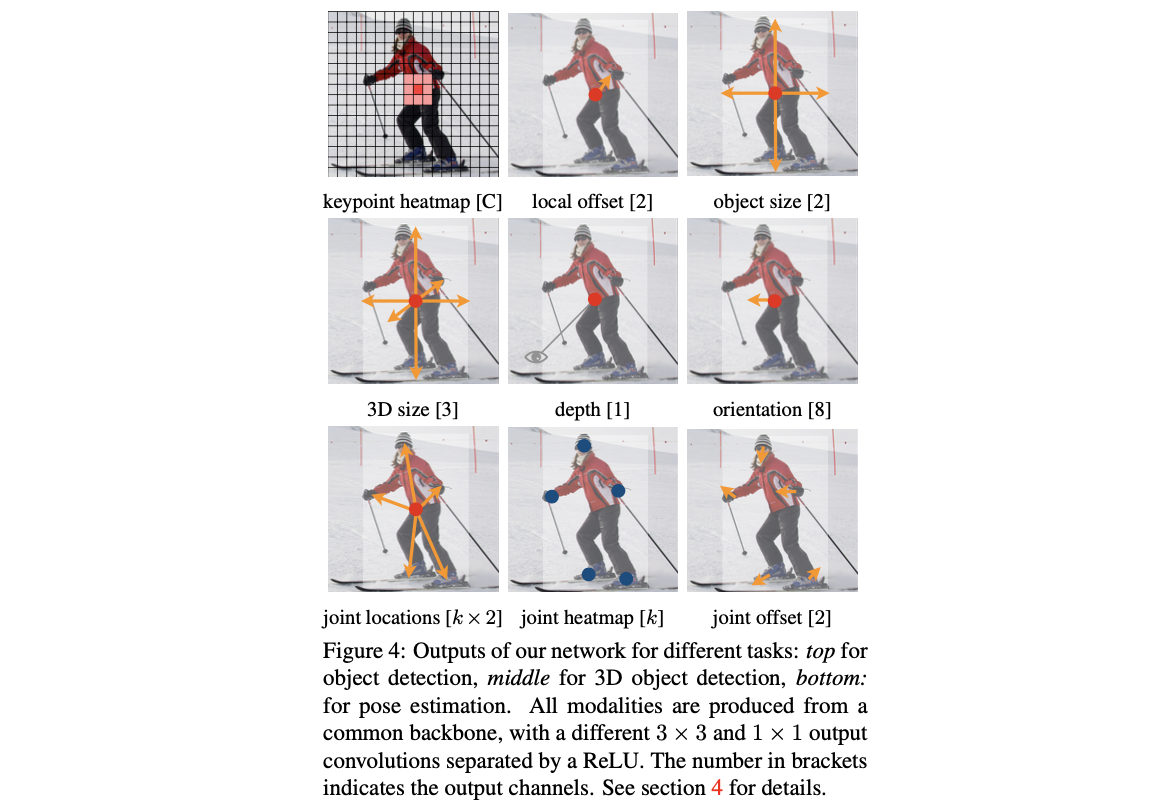 keypoint heatmap [C] local offset [2] object size [2]
3D size [3] depth [1] orientation [8]
joint locations [k × 2] joint heatmap [k] joint offset [2]
Figure 4: Outputs of our network for different tasks: top for
object detection, middle for 3D object detection, bottom:
for pose estimation. All modalities are produced from a
common backbone, with a different 3 × 3 and 1 × 1 output
convolutions separated by a ReLU. The number in brackets
indicates the output channels. See section 4 for details.